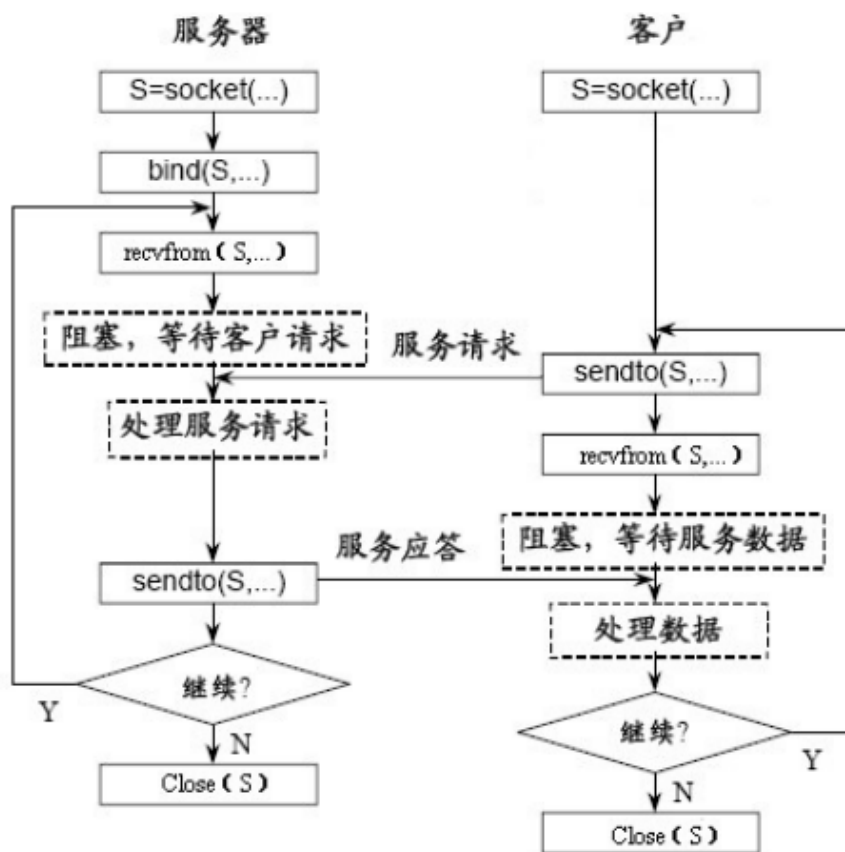 服务器
S=socket(...)
bind(S,...)
recvfrom（S,...）
阻塞，等待客户请求
处理服务请求
sendto(S,...)
继续?
Y
N
Close（S）
服务请求
服务应答
客户
S=socket(...)
sendto(S,...)
recvfrom（S,...）
阻塞，等待服务数据
处理数据
继续?
Y
N
Close（S）